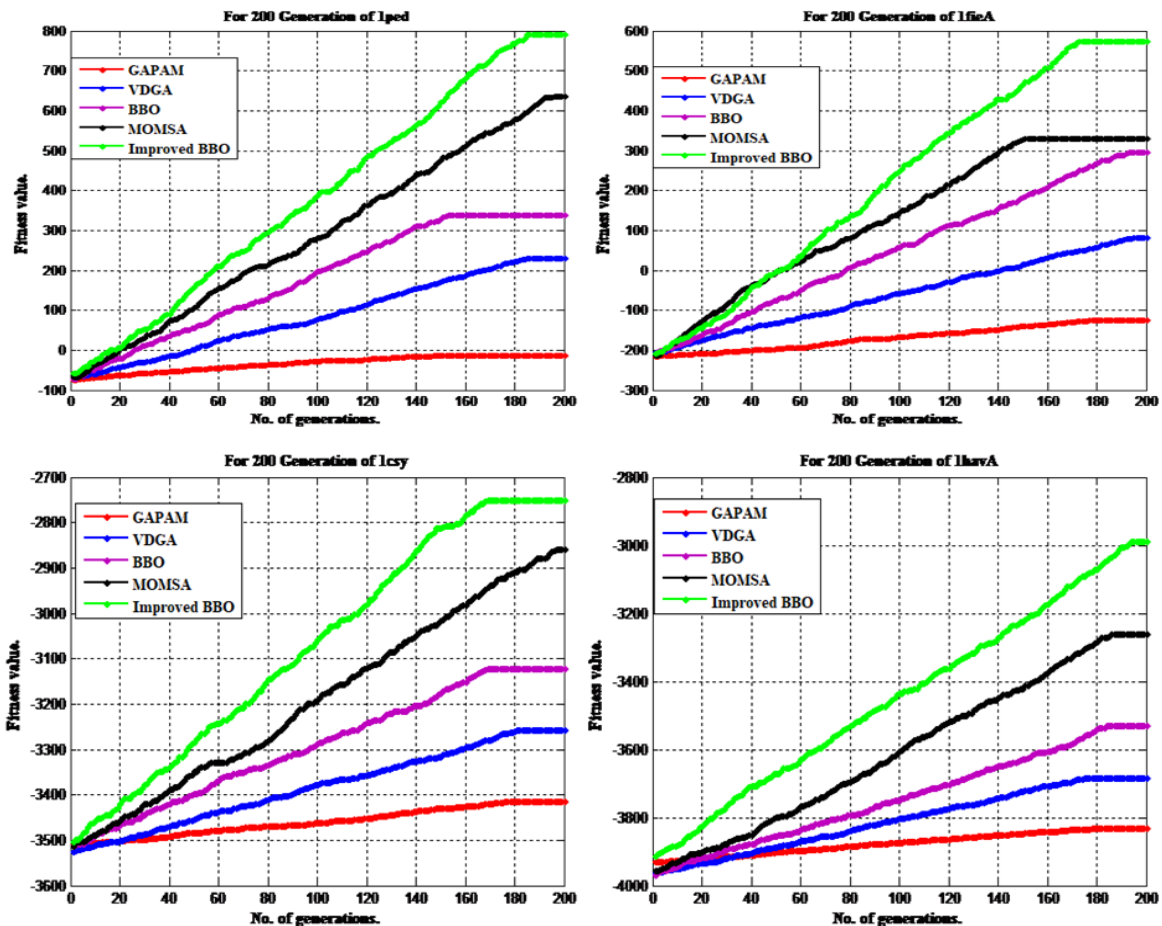 For 200 Generation of 1ped
800
700
600
500
400
300
200
100
0
-100
Fitness value.
GAPAM
VDGA
BBO
MOMSA
Improved BBO
0 20 40 60 80 100 120 140 160 180 200
No. of generations.
For 200 Generation of 1fieA
600
500
400
300
200
100
0
-100
-200
-300
Fitness value.
GAPAM
VDGA
BBO
MOMSA
Improved BBO
0 20 40 60 80 100 120 140 160 180 200
No. of generations.
For 200 Generation of 1csy
-2700
-2800
-2900
-3000
-3100
-3200
-3300
-3400
-3500
-3600
Fitness value.
GAPAM
VDGA
BBO
MOMSA
Improved BBO
0 20 40 60 80 100 120 140 160 180 200
No. of generations.
For 200 Generation of 1havA
-2800
-3000
-3200
-3400
-3600
-3800
-4000
Fitness value.
GAPAM
VDGA
BBO
MOMSA
Improved BBO
0 20 40 60 80 100 120 140 160 180 200
No. of generations.